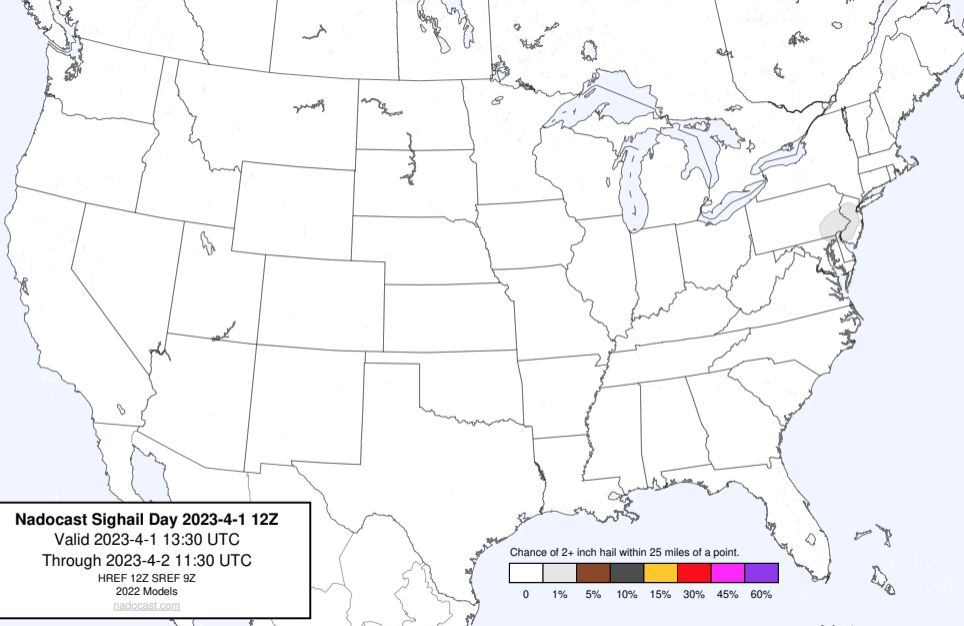 Nadocast Sighail Day 2023-4-1 12Z
Valid 2023-4-1 13:30 UTC
Through 2023-4-2 11:30 UTC
HREF 12Z SREF 9Z
2022 Models
nadocast.com
Chance of 2+ inch hail within 25 miles of a point.
0 1% 5% 10% 15% 30% 45% 60%